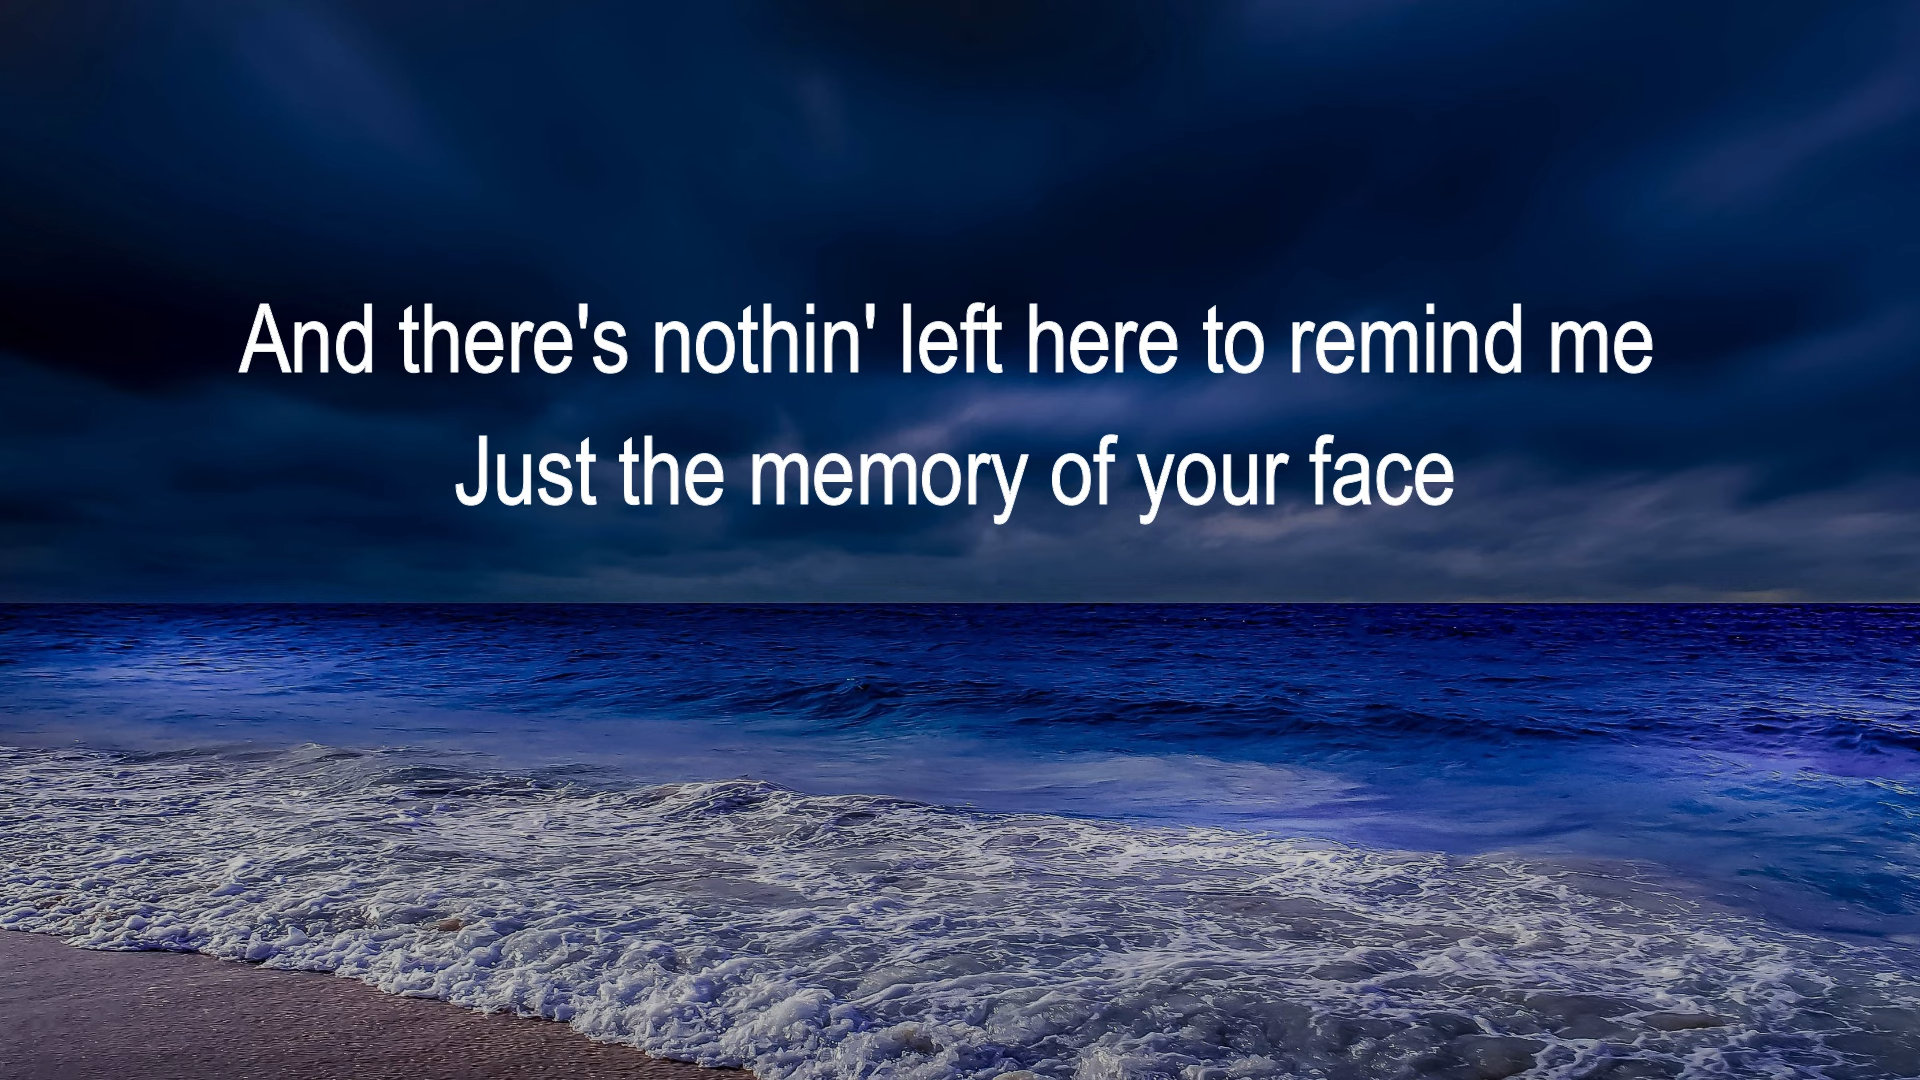 And there's nothin' left here to remind me
Just the memory of your face